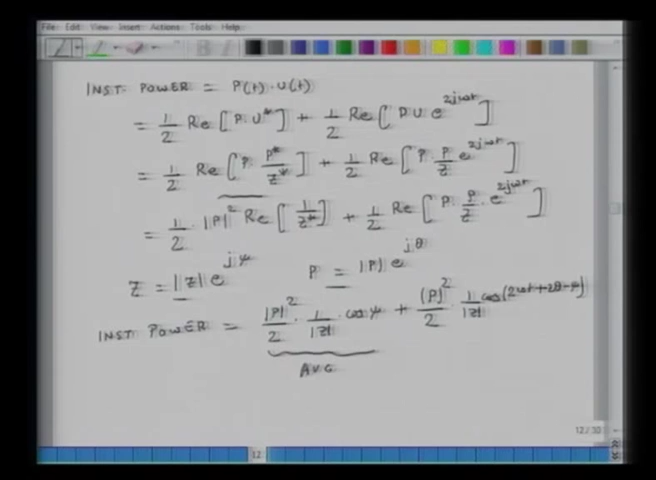 File Edit View Insert Actions Tools Help
INST. POWER = P(t) · U(t)
= 1/2 Re [P. U*] + 1/2 Re [P U e^{2jωt}]
= 1/2 Re [P. P*/Z*] + 1/2 Re [P P/Z e^{2jωt}]
= 1/2 · |P|^2 Re [1/Z*] + 1/2 Re [P. P/Z · e^{2jωt}]
Z = |Z| e^{jψ} P = |P| e^{jθ}
INST POWER = |P|^2/2 · 1/|Z| · cos ψ + |P|^2/2 · 1/|Z| cos(2ωt+2θ-ψ)
AVG
12/30
12